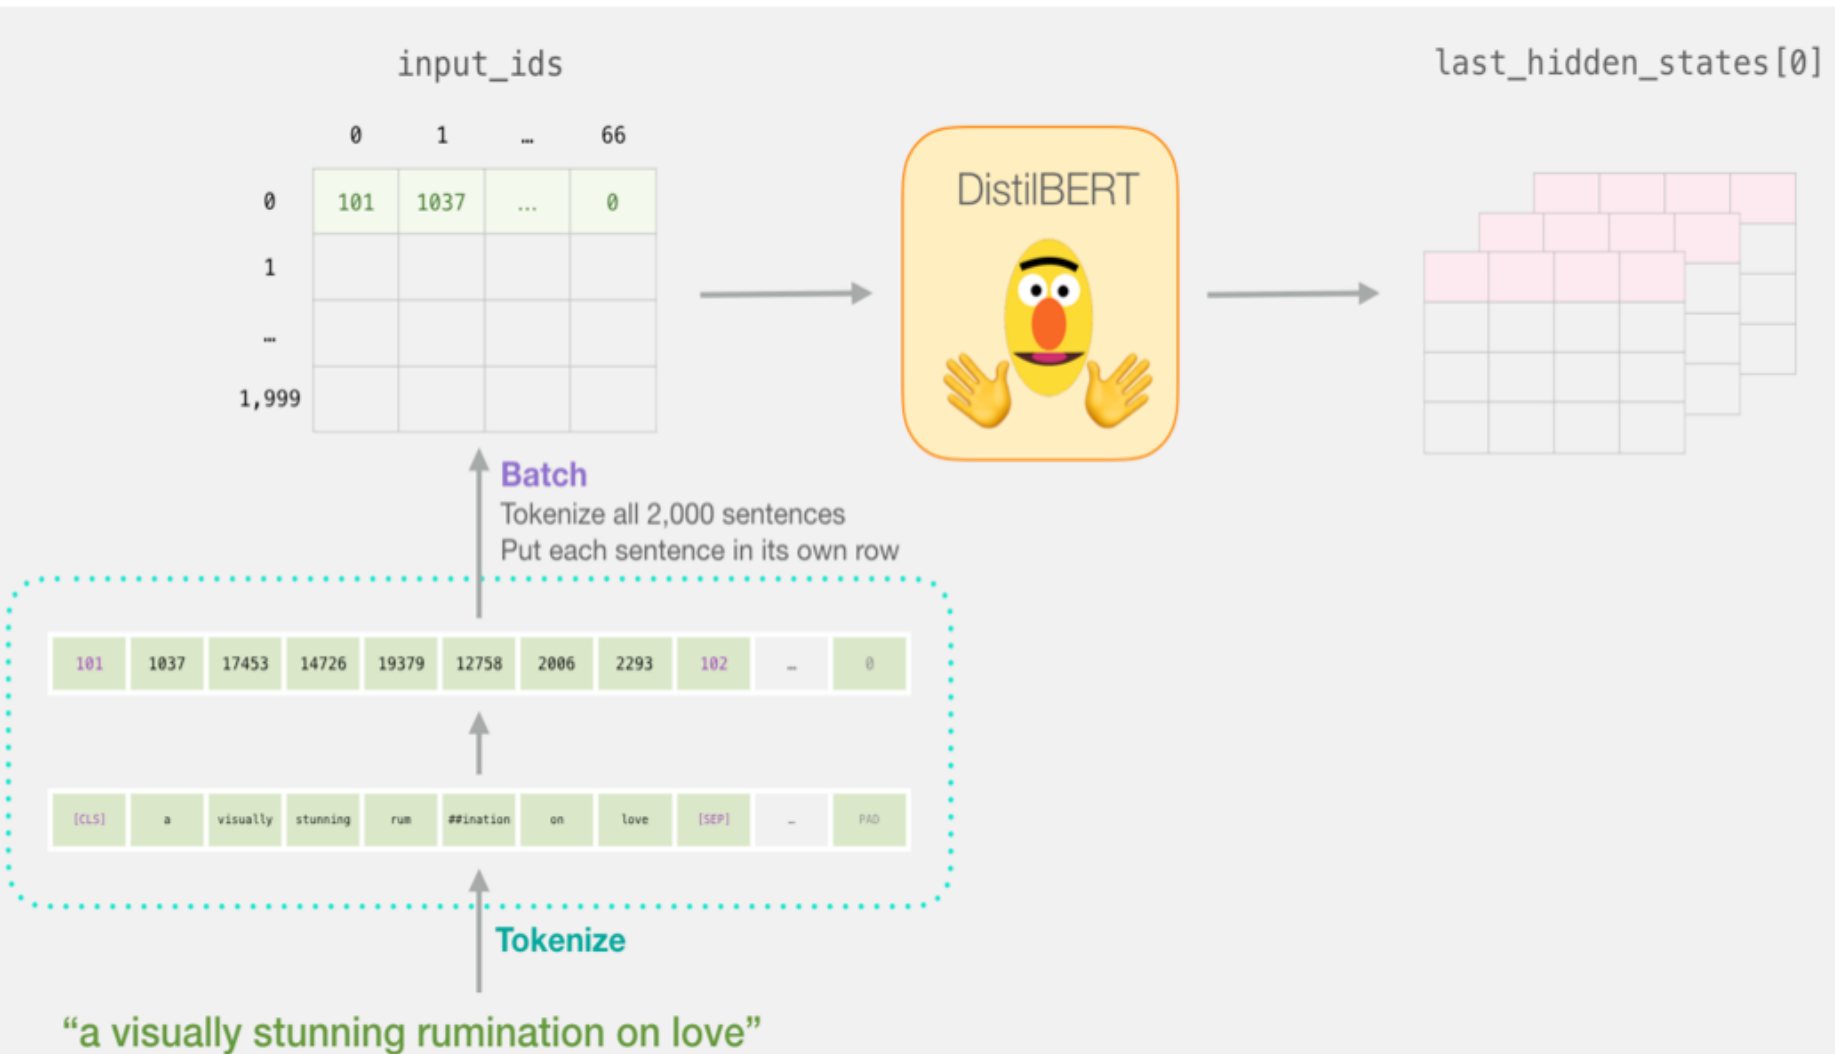 input_ids
last_hidden_states[0]
0 1 … 66
0 101 1037 ... 0
1
…
1,999
DistilBERT
Batch
Tokenize all 2,000 sentences
Put each sentence in its own row
101 1037 17453 14726 19379 12758 2006 2293 102 … 0
[CLS] a visually stunning rum ##ination on love [SEP] … PAD
Tokenize
“a visually stunning rumination on love”